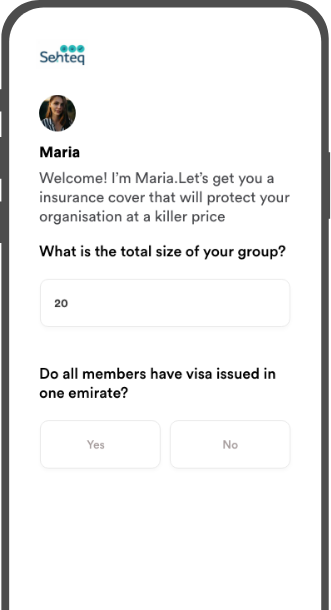 Sehteq
Maria
Welcome! I'm Maria.Let's get you a
insurance cover that will protect your
organisation at a killer price
What is the total size of your group?
20
Do all members have visa issued in
one emirate?
Yes No